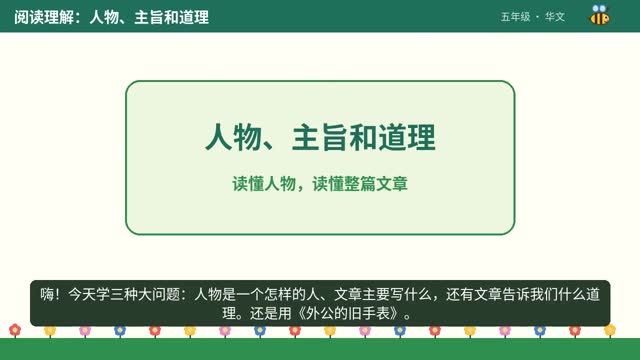 阅读理解：人物、主旨和道理
五年级 · 华文
人物、主旨和道理
读懂人物，读懂整篇文章
嗨！今天学三种大问题：人物是一个怎样的人、文章主要写什么，还有文章告诉我们什么道
理。还是用《外公的旧手表》。